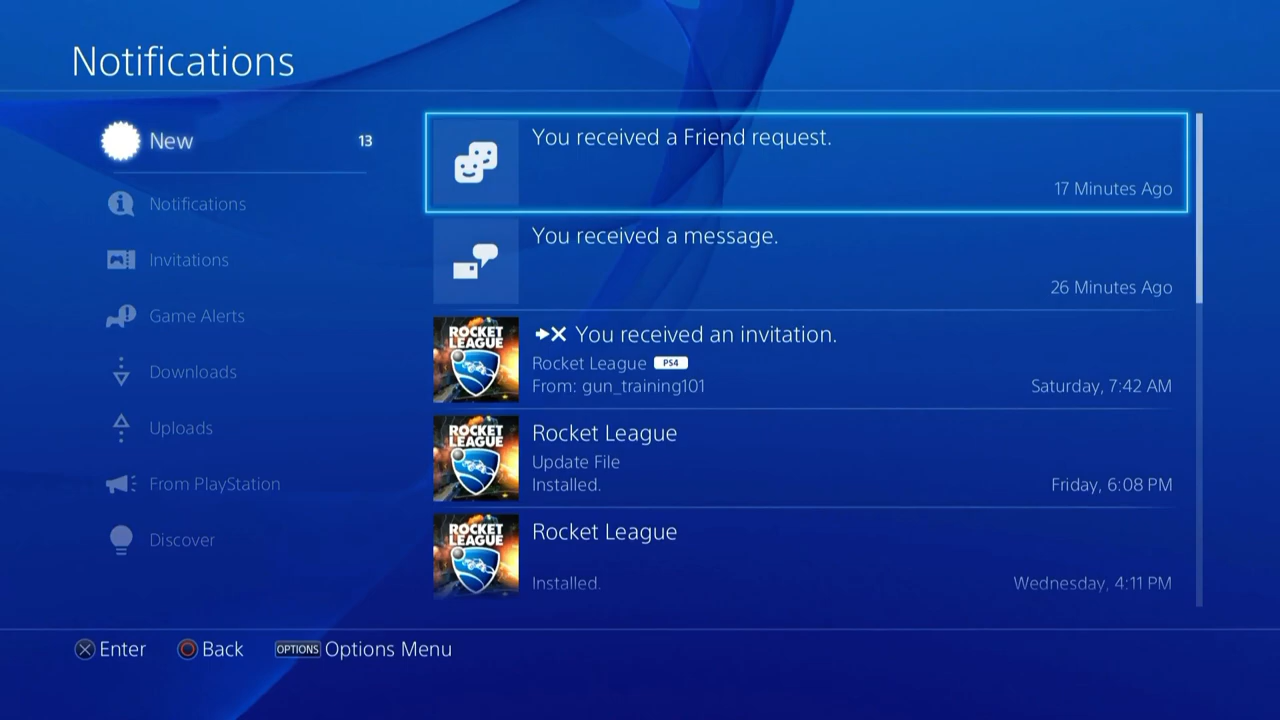 Notifications
New 13
Notifications
Invitations
Game Alerts
Downloads
Uploads
From PlayStation
Discover
You received a Friend request.
17 Minutes Ago
You received a message.
26 Minutes Ago
ROCKET
LEAGUE
You received an invitation.
Rocket League PS4
From: gun_training101
Saturday, 7:42 AM
ROCKET
LEAGUE
Rocket League
Update File
Installed.
Friday, 6:08 PM
ROCKET
LEAGUE
Rocket League
Installed.
Wednesday, 4:11 PM
Enter Back OPTIONS Options Menu